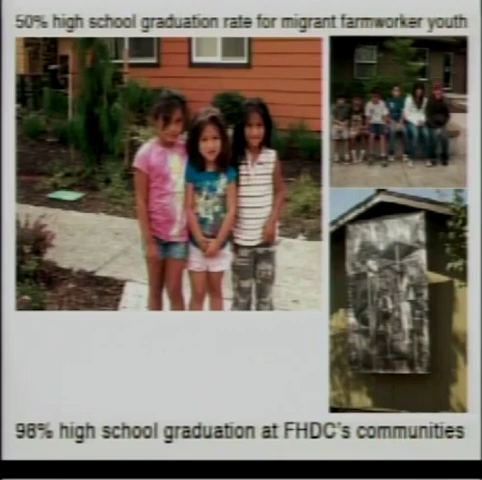 50% high school graduation rate for migrant farmworker youth
98% high school graduation at FHDC's communities